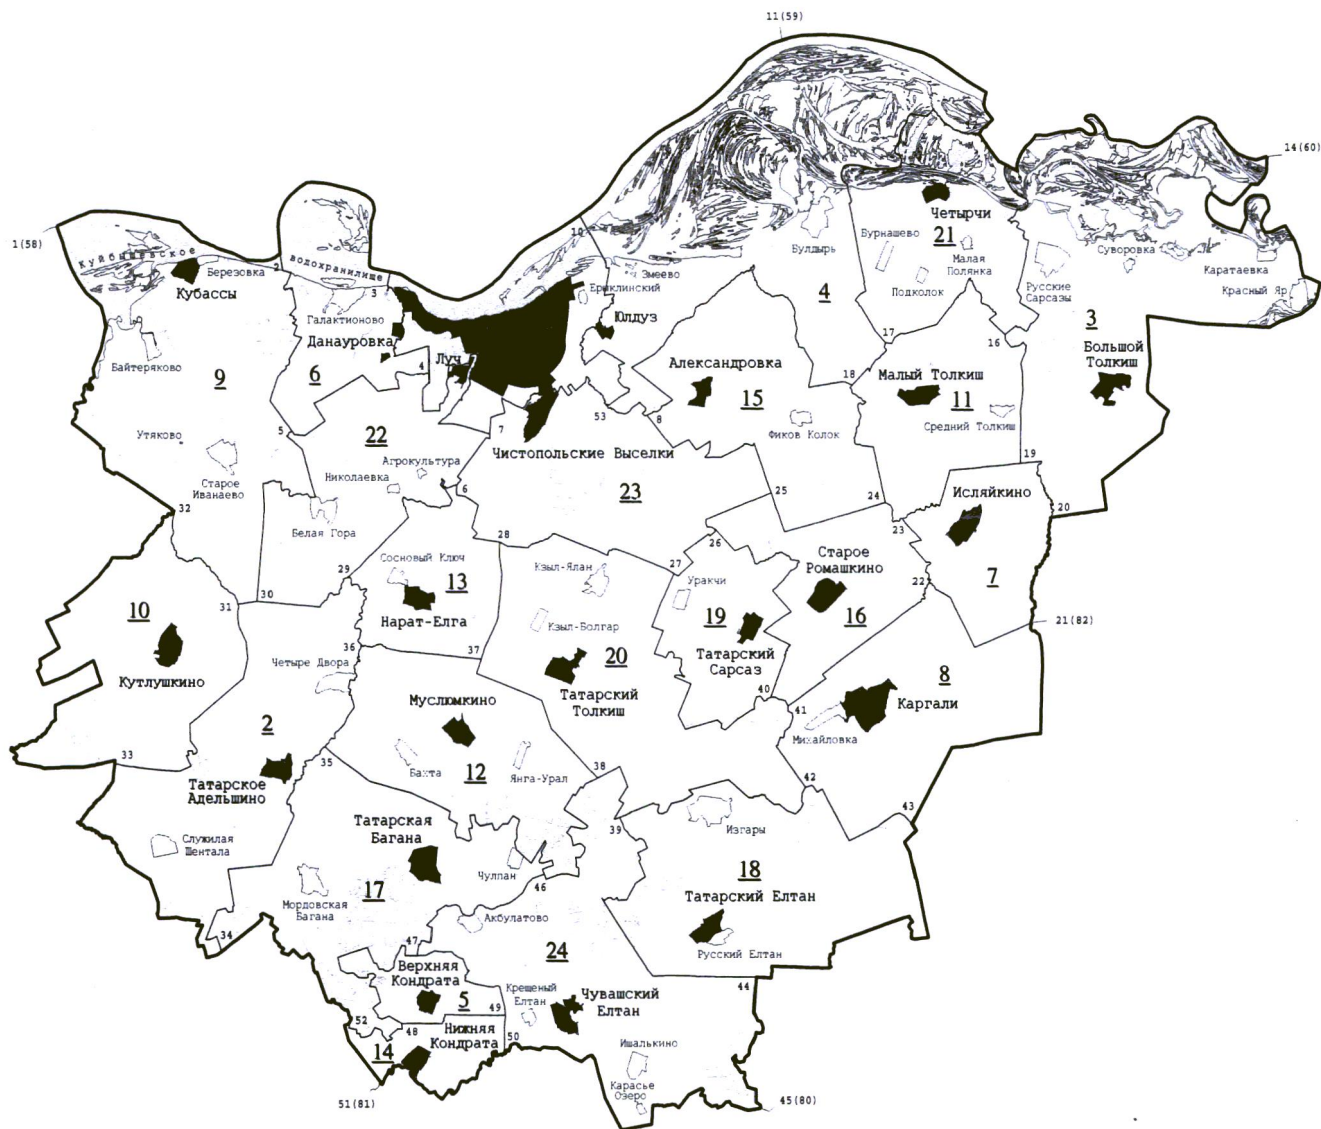 11(59)
14(60)
1(58)
Куйбышевское
водохранилище
2
3
10
Березовка
Кубассы
Галактионово
Данауровка
Луч
4
6
Байтеряково
9
Утяково
5
Старое
Иванаево
32
22
Агрокультура
Николаевка
6
7
Белая Гора
Змеево
Ерыклинский
Юлдуз
Булдырь
4
Четырчи
21
Бурнашево
Малая
Полянка
Подколок
17
16
18
Русские
Сарсазы
Суворовка
Каратаевка
Красный Яр
3
Большой
Толкиш
Александровка
15
Фиков Колок
53
8
Чистопольские Выселки
23
Малый Толкиш
11
Средний Толкиш
19
20
24
25
Исляйкино
23
7
22
21(82)
26
27
28
29
30
31
Сосновый Ключ
13
Нарат-Елга
Кзыл-Ялан
Кзыл-Болгар
20
Татарский
Толкиш
Уракчи
19
Татарский
Сарсаз
Старое
Ромашкино
16
10
Кутлушкино
36
37
Четыре Двора
2
33
Татарское
Адельшино
Служилая
Шентала
35
Муслюмкино
Бахта
12
Янга-Урал
38
40
41
8
Каргали
Михайловка
42
43
39
Татарская
Багана
Чулпан
17
Мордовская
Багана
34
46
Акбулатово
Изгары
18
Татарский Елтан
Русский Елтан
24
47
Верхняя
Кондрата
5
49
Крещеный
Елтан
Чувашский
Елтан
44
52
48
50
Нижняя
Кондрата
14
Ишалькино
Карасье
Озеро
51(81)
45(80)